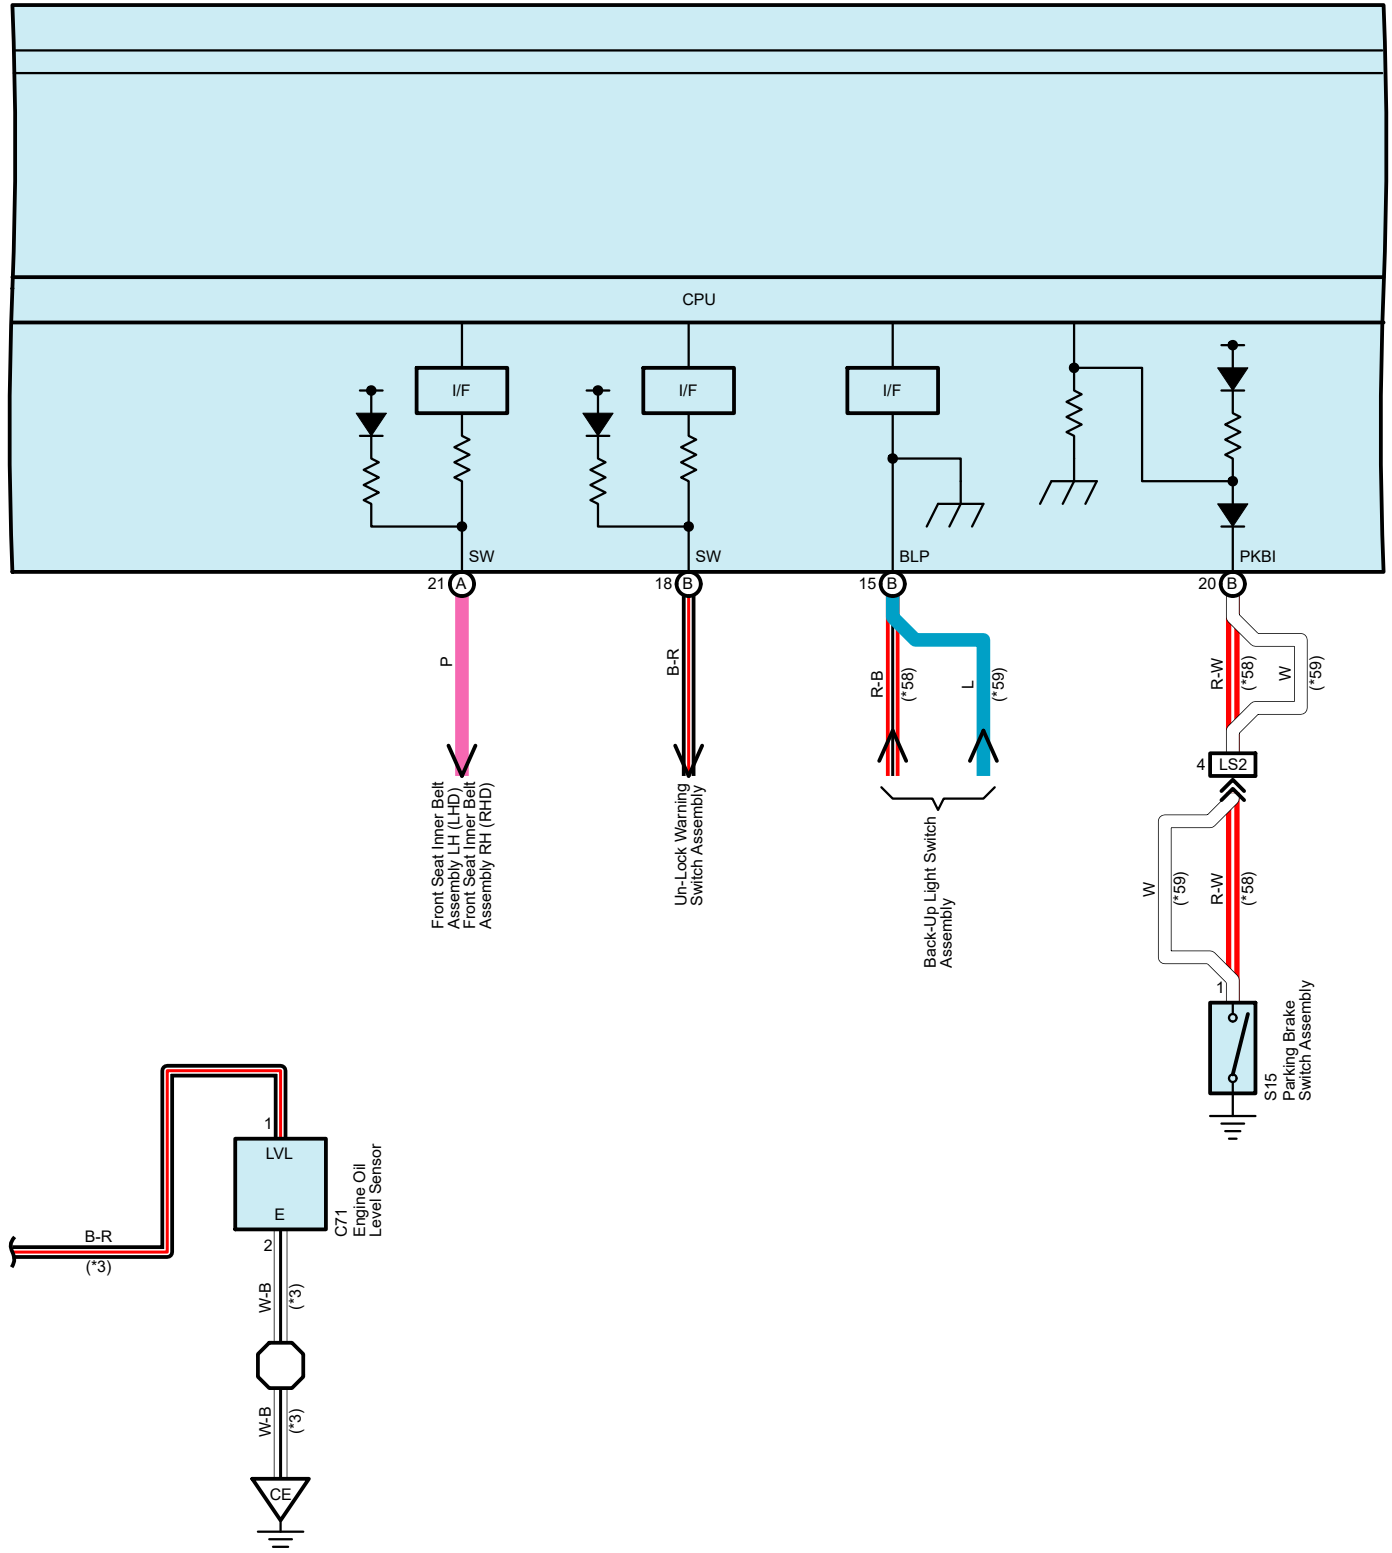 CPU
I/F
I/F
I/F
SW
SW
BLP
PKBI
21 A
18 B
15 B
20 B
P
B-R
R-B
(*58)
L
(*59)
R-W
(*58)
W
(*59)
4 LS2
Front Seat Inner Belt
Assembly LH (LHD)
Front Seat Inner Belt
Assembly RH (RHD)
Un-Lock Warning
Switch Assembly
Back-Up Light Switch
Assembly
W
(*59)
R-W
(*58)
1
S15
Parking Brake
Switch Assembly
1
LVL
E
2
C71
Engine Oil
Level Sensor
B-R
(*3)
W-B
(*3)
W-B
(*3)
CE